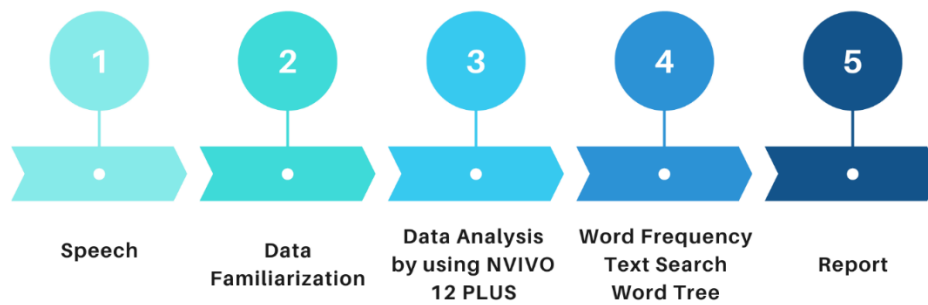 1
2
3
4
5
Speech
Data
Familiarization
Data Analysis
by using NVIVO
12 PLUS
Word Frequency
Text Search
Word Tree
Report